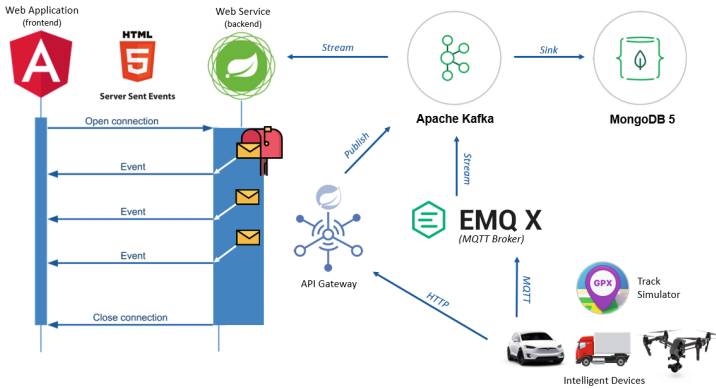 Web Application
(frontend)
HTML
5
Server Sent Events
Web Service
(backend)
Stream
Apache Kafka
Sink
MongoDB 5
Open connection
Event
Event
Event
Close connection
Publish
API Gateway
Stream
EMQ X
(MQTT Broker)
HTTP
MQTT
GPX
Track
Simulator
Intelligent Devices